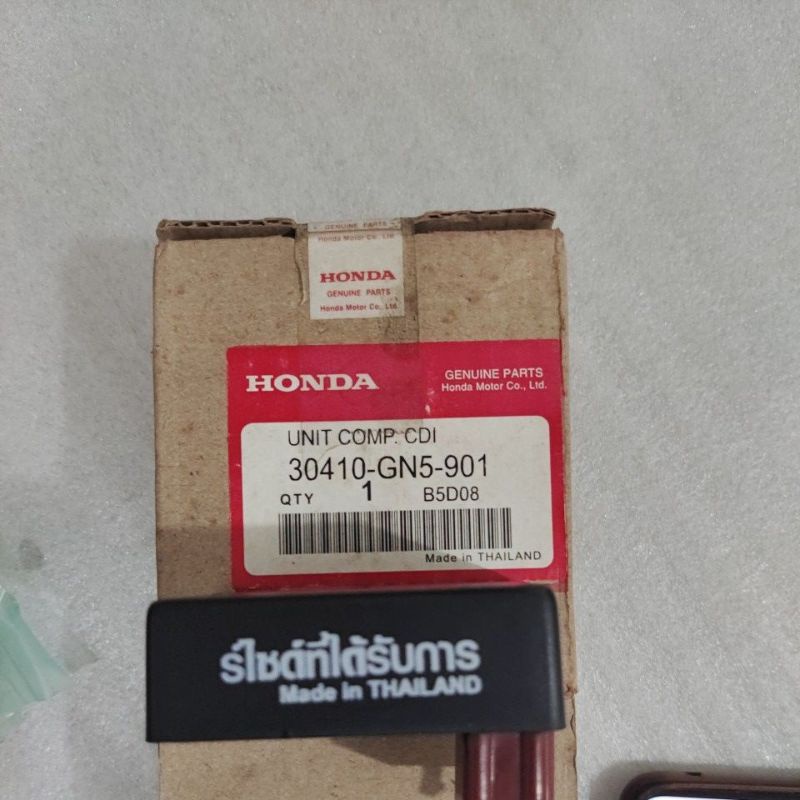 GENUINE PARTS
Honda Motor Co., Ltd.
HONDA
GENUINE PARTS
Honda Motor Co., Ltd.
HONDA
GENUINE PARTS
Honda Motor Co., Ltd.
UNIT COMP. CDI
30410-GN5-901
QTY 1 B5D08
Made in THAILAND
รไซด์ที่ได้รับการ
Made in THAILAND